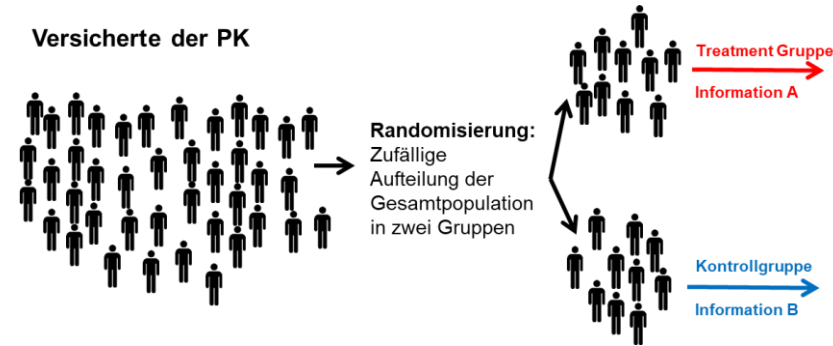 Versicherte der PK
Randomisierung:
Zufällige
Aufteilung der
Gesamtpopulation
in zwei Gruppen
Treatment Gruppe
Information A
Kontrollgruppe
Information B